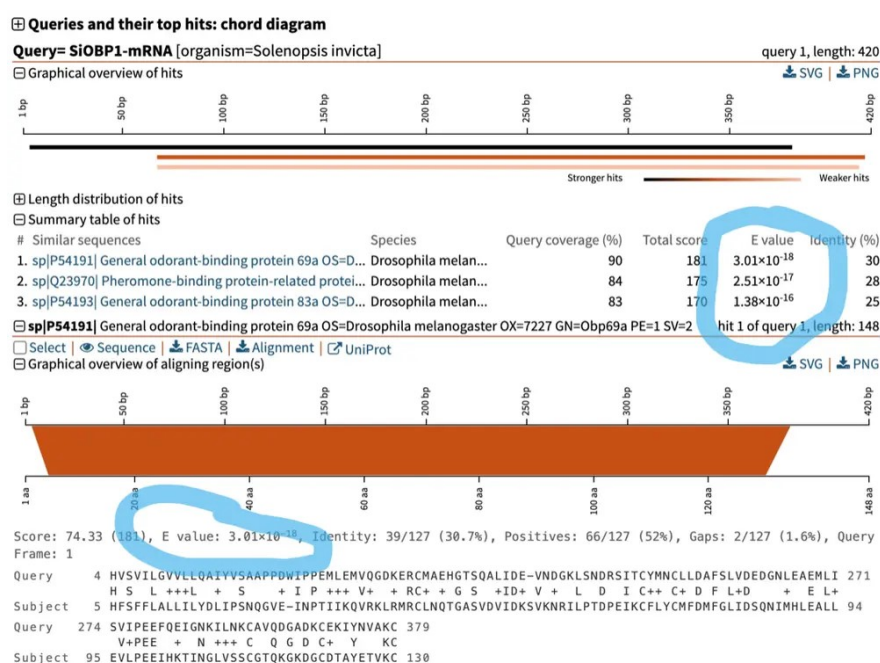 Queries and their top hits: chord diagram
Query= SiOBP1-mRNA [organism=Solenopsis invicta] query 1, length: 420
Graphical overview of hits SVG | PNG
1 bp 50 bp 100 bp 150 bp 200 bp 250 bp 300 bp 350 bp 420 bp
Stronger hits Weaker hits
Length distribution of hits
Summary table of hits
# Similar sequences Species Query coverage (%) Total score E value Identity (%)
1. sp|P54191| General odorant-binding protein 69a OS=D... Drosophila melan... 90 181 3.01×10-18 30
2. sp|Q23970| Pheromone-binding protein-related protei... Drosophila melan... 84 175 2.51×10-17 28
3. sp|P54193| General odorant-binding protein 83a OS=D... Drosophila melan... 83 170 1.38×10-16 25
sp|P54191| General odorant-binding protein 69a OS=Drosophila melanogaster OX=7227 GN=Obp69a PE=1 SV=2 hit 1 of query 1, length: 148
Select | Sequence | FASTA | Alignment | UniProt
Graphical overview of aligning region(s) SVG | PNG
1 bp 50 bp 100 bp 150 bp 200 bp 250 bp 300 bp 350 bp 420 bp
1 aa 20 aa 40 aa 60 aa 80 aa 100 aa 120 aa 148 aa
Score: 74.33 (181), E value: 3.01×10-18, Identity: 39/127 (30.7%), Positives: 66/127 (52%), Gaps: 2/127 (1.6%), Query
Frame: 1
Query 4 HVSVILGVVLLQAIYVSAAPPDWIPPEMLEMVQGDKERCMAEHGTSQALIDE-VNDGKLSNDRSITCYMNCLLDAFSLVDEDGNLEAEMLI 271
H S L +++L + S + I P +++ V+ + RC+ + G S +ID+ V + L D I C++ C+ D F L+D + EL+
Subject 5 HFSFFLALLILYDLIPSNQGVE-INPTIIKQVRKLRMRCLNQTGASVDVIDKSVKNRILPTDPEIKCFLYCMFDMFGLIDSQNIMHLEALL 94
Query 274 SVIPEEFQEIGNKILNKCAVQDGADKCEKIYNVAKC 379
V+PEE + N +++ C Q G D C+ Y KC
Subject 95 EVLPEEIHKTINGLVSSCGTQKGKDGCDTAYETVKC 130